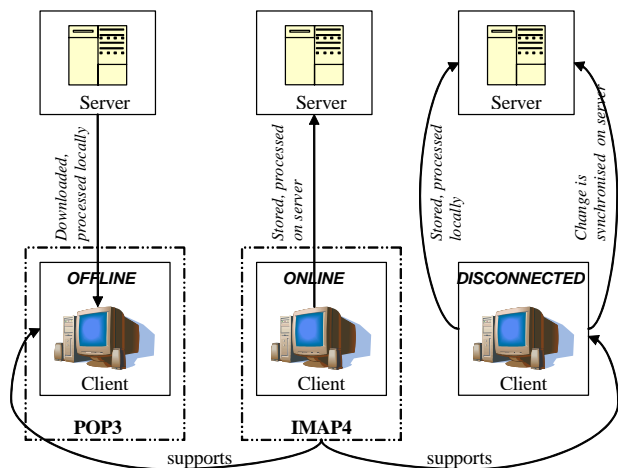 Server
Server
Server
Downloaded,
processed locally
Stored, processed
on server
Stored, processed
locally
Change is
synchronised on server
OFFLINE
ONLINE
DISCONNECTED
Client
Client
Client
POP3
IMAP4
supports
supports